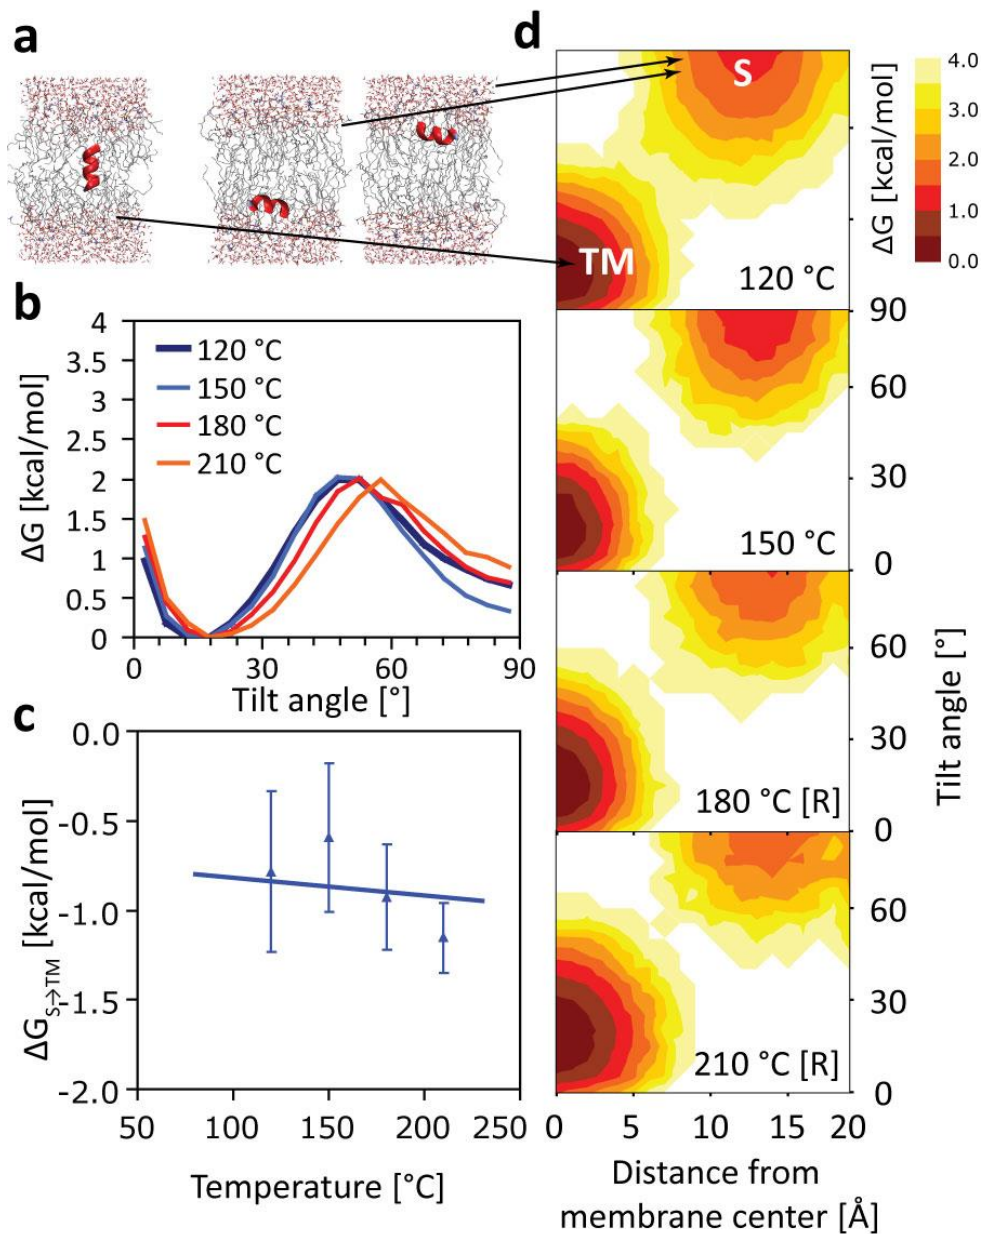 a
b
ΔG [kcal/mol]
4
3.5
3
2.5
2
1.5
1
0.5
0
120 °C
150 °C
180 °C
210 °C
0
30
60
90
Tilt angle [°]
c
ΔG S→TM [kcal/mol]
0.0
-0.5
-1.0
-1.5
-2.0
50
100
150
200
250
Temperature [°C]
d
S
TM
120 °C
ΔG [kcal/mol]
4.0
3.0
2.0
1.0
0.0
150 °C
90
60
30
0
180 °C [R]
60
30
0
210 °C [R]
60
30
0
Tilt angle [°]
0
5
10
15
20
Distance from
membrane center [Å]